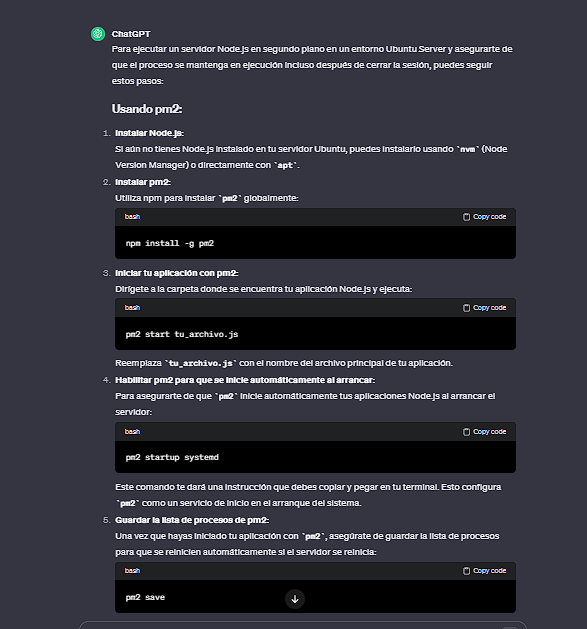 ChatGPT
Para ejecutar un servidor Node.js en segundo plano en un entorno Ubuntu Server y asegurarte de
que el proceso se mantenga en ejecución incluso después de cerrar la sesión, puedes seguir
estos pasos:
Usando pm2:
1. Instalar Node.js:
Si aún no tienes Node.js instalado en tu servidor Ubuntu, puedes instalarlo usando `nvm` (Node
Version Manager) o directamente con `apt`.
2. Instalar pm2:
Utiliza npm para instalar `pm2` globalmente:
bash Copy code
npm install -g pm2
3. Iniciar tu aplicación con pm2:
Dirígete a la carpeta donde se encuentra tu aplicación Node.js y ejecuta:
bash Copy code
pm2 start tu_archivo.js
Reemplaza `tu_archivo.js` con el nombre del archivo principal de tu aplicación.
4. Habilitar pm2 para que se inicie automáticamente al arrancar:
Para asegurarte de que `pm2` inicie automáticamente tus aplicaciones Node.js al arrancar el
servidor:
bash Copy code
pm2 startup systemd
Este comando te dará una instrucción que debes copiar y pegar en tu terminal. Esto configura
`pm2` como un servicio de inicio en el arranque del sistema.
5. Guardar la lista de procesos de pm2:
Una vez que hayas iniciado tu aplicación con `pm2`, asegúrate de guardar la lista de procesos
para que se reinicien automáticamente si el servidor se reinicia:
bash Copy code
pm2 save